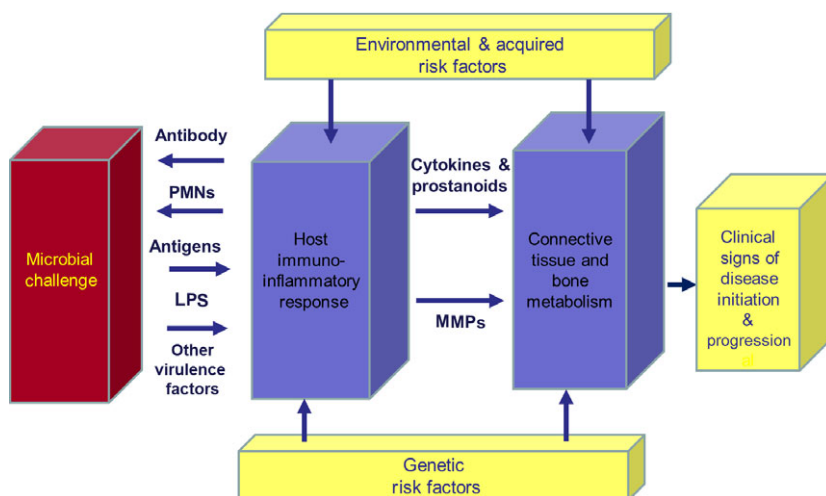 Environmental & acquired
risk factors
Antibody
PMNs
Antigens
LPS
Other
virulence
factors
Microbial
challenge
Host
immuno-
inflammatory
response
Cytokines &
prostanoids
MMPs
Connective
tissue and
bone
metabolism
Clinical
signs of
disease
initiation
&
progression
al
Genetic
risk factors